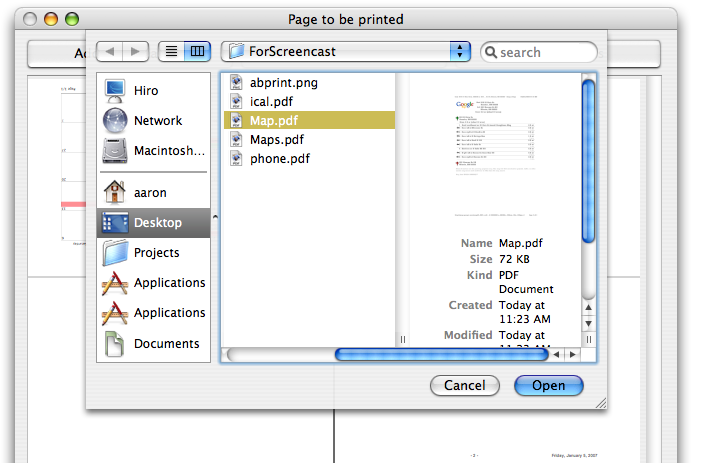 Page to be printed
ForScreencast
search
Hiro
Network
Macintosh...
aaron
Desktop
Projects
Applications
Applications
Documents
abprint.png
ical.pdf
Map.pdf
Maps.pdf
phone.pdf
Google
Name Map.pdf
Size 72 KB
Kind PDF
Document
Created Today at
11:23 AM
Modified Today at
Cancel
Open
- 2 -
Friday, January 5, 2007